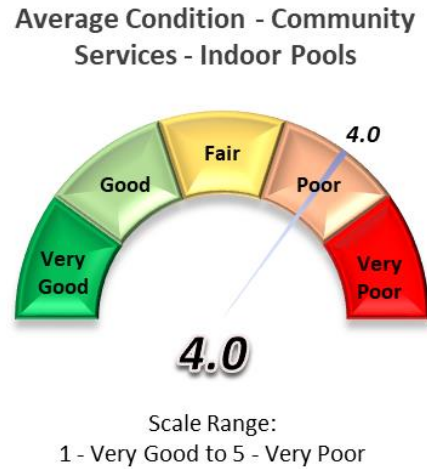 Average Condition - Community
Services - Indoor Pools
4.0
Fair
Good
Poor
Very
Good
Very
Poor
4.0
Scale Range:
1 - Very Good to 5 - Very Poor